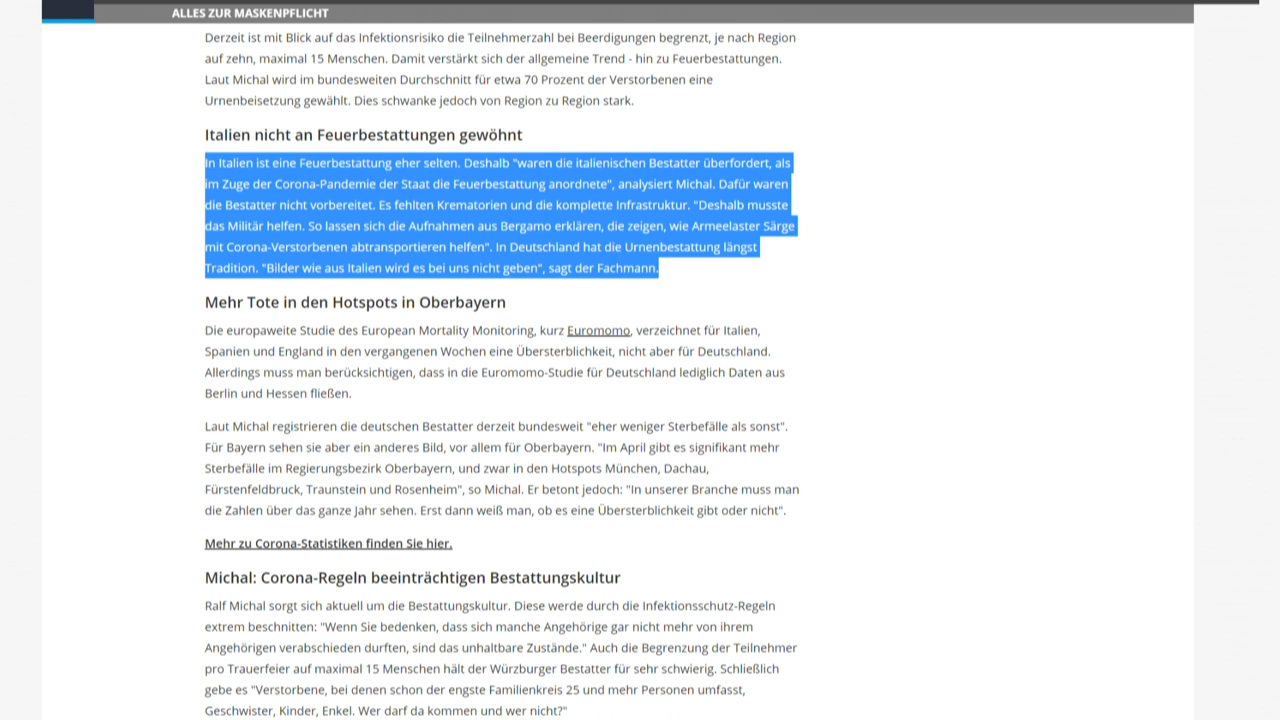 ALLES ZUR MASKENPFLICHT
Derzeit ist mit Blick auf das Infektionsrisiko die Teilnehmerzahl bei Beerdigungen begrenzt, je nach Region
auf zehn, maximal 15 Menschen. Damit verstärkt sich der allgemeine Trend - hin zu Feuerbestattungen.
Laut Michal wird im bundesweiten Durchschnitt für etwa 70 Prozent der Verstorbenen eine
Urnenbeisetzung gewählt. Dies schwanke jedoch von Region zu Region stark.
Italien nicht an Feuerbestattungen gewöhnt
In Italien ist eine Feuerbestattung eher selten. Deshalb "waren die italienischen Bestatter überfordert, als
im Zuge der Corona-Pandemie der Staat die Feuerbestattung anordnete", analysiert Michal. Dafür waren
die Bestatter nicht vorbereitet. Es fehlten Krematorien und die komplette Infrastruktur. "Deshalb musste
das Militär helfen. So lassen sich die Aufnahmen aus Bergamo erklären, die zeigen, wie Armeelaster Särge
mit Corona-Verstorbenen abtransportieren helfen". In Deutschland hat die Urnenbestattung längst
Tradition. "Bilder wie aus Italien wird es bei uns nicht geben", sagt der Fachmann.
Mehr Tote in den Hotspots in Oberbayern
Die europaweite Studie des European Mortality Monitoring, kurz Euromomo, verzeichnet für Italien,
Spanien und England in den vergangenen Wochen eine Übersterblichkeit, nicht aber für Deutschland.
Allerdings muss man berücksichtigen, dass in die Euromomo-Studie für Deutschland lediglich Daten aus
Berlin und Hessen fließen.
Laut Michal registrieren die deutschen Bestatter derzeit bundesweit "eher weniger Sterbefälle als sonst".
Für Bayern sehen sie aber ein anderes Bild, vor allem für Oberbayern. "Im April gibt es signifikant mehr
Sterbefälle im Regierungsbezirk Oberbayern, und zwar in den Hotspots München, Dachau,
Fürstenfeldbruck, Traunstein und Rosenheim", so Michal. Er betont jedoch: "In unserer Branche muss man
die Zahlen über das ganze Jahr sehen. Erst dann weiß man, ob es eine Übersterblichkeit gibt oder nicht".
Mehr zu Corona-Statistiken finden Sie hier.
Michal: Corona-Regeln beeinträchtigen Bestattungskultur
Ralf Michal sorgt sich aktuell um die Bestattungskultur. Diese werde durch die Infektionsschutz-Regeln
extrem beschnitten: "Wenn Sie bedenken, dass sich manche Angehörige gar nicht mehr von ihrem
Angehörigen verabschieden durften, sind das unhaltbare Zustände." Auch die Begrenzung der Teilnehmer
pro Trauerfeier auf maximal 15 Menschen hält der Würzburger Bestatter für sehr schwierig. Schließlich
gebe es "Verstorbene, bei denen schon der engste Familienkreis 25 und mehr Personen umfasst,
Geschwister, Kinder, Enkel. Wer darf da kommen und wer nicht?"